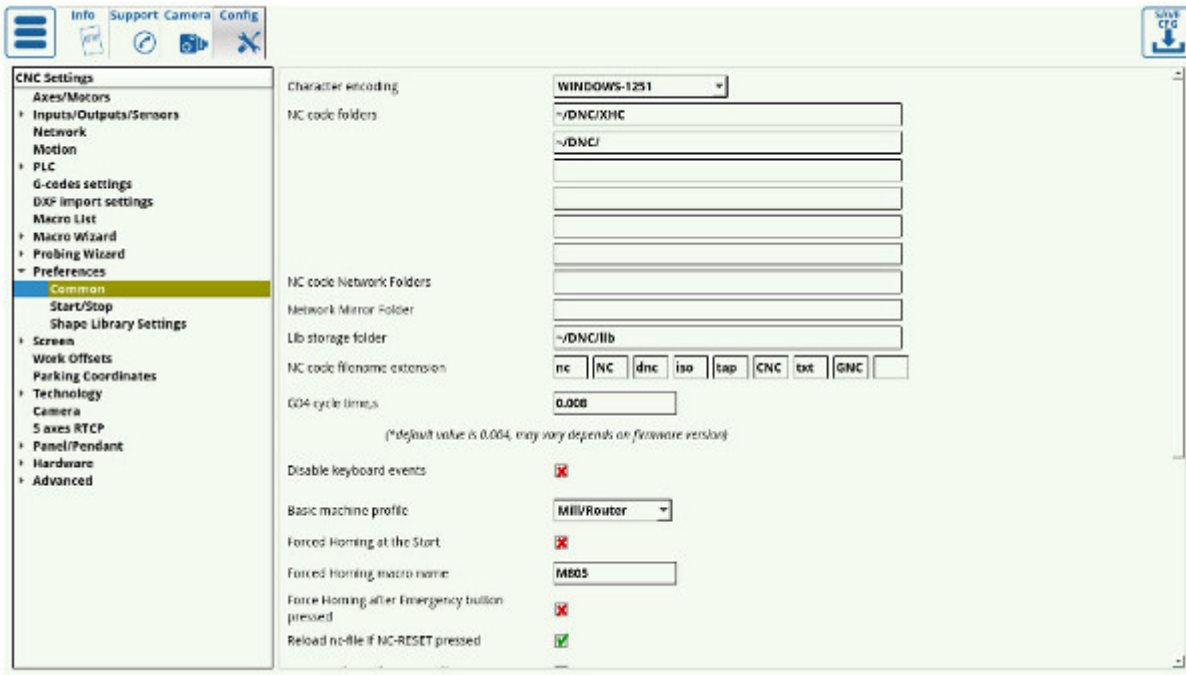 Info Support Camera Config
SAVE CFG
CNC Settings
Axes/Motors
Inputs/Outputs/Sensors
Network
Motion
PLC
G-codes settings
DXF import settings
Macro List
Macro Wizard
Probing Wizard
Preferences
Common
Start/Stop
Shape Library Settings
Screen
Work Offsets
Parking Coordinates
Technology
Camera
5 axes RTCP
Panel/Pendant
Hardware
Advanced
Character encoding WINDOWS-1251
NC code folders ~/DNC/XHC
~/DNC/
NC code Network Folders
Network Mirror Folder
Lib storage folder ~/DNC/lib
NC code filename extension nc NC dnc iso tap CNC txt GNC
G04 cycle time,s 0.008
(*default value is 0.004, may vary depends on firmware version)
Disable keyboard events
Basic machine profile Mill/Router
Forced Homing at the Start
Forced Homing macro name M805
Force Homing after Emergency button
pressed
Reload nc-file if NC-RESET pressed